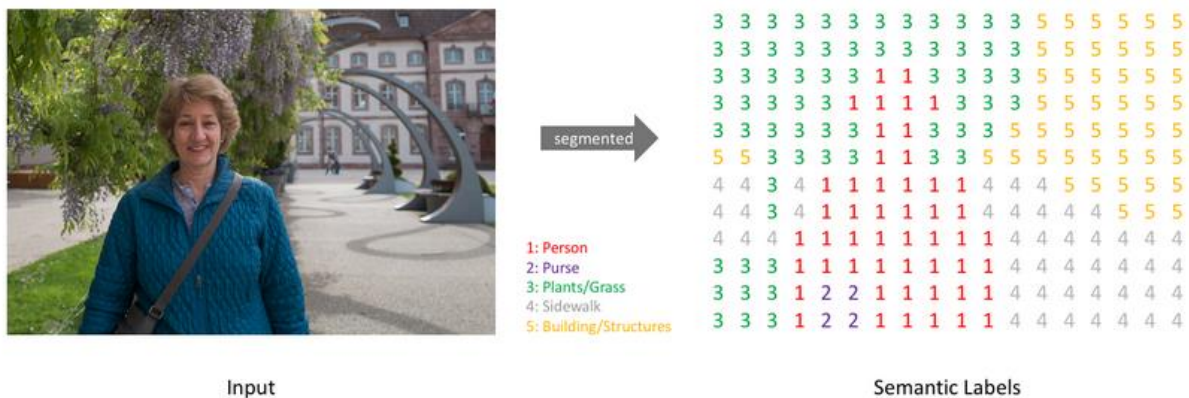 3 3 3 3 3 3 3 3 3 3 3 3 5 5 5 5 5 5
3 3 3 3 3 3 3 3 3 3 3 3 5 5 5 5 5 5
3 3 3 3 3 3 1 1 3 3 3 3 5 5 5 5 5 5
3 3 3 3 3 1 1 1 1 3 3 3 5 5 5 5 5 5
3 3 3 3 3 3 1 1 3 3 3 5 5 5 5 5 5 5
5 5 3 3 3 3 1 1 3 3 5 5 5 5 5 5 5 5
4 4 3 4 1 1 1 1 1 1 4 4 4 5 5 5 5 5
4 4 3 4 1 1 1 1 1 1 4 4 4 4 4 5 5 5
4 4 4 1 1 1 1 1 1 1 1 4 4 4 4 4 4 4
3 3 3 1 1 1 1 1 1 1 1 4 4 4 4 4 4 4
3 3 3 1 2 2 1 1 1 1 1 4 4 4 4 4 4 4
3 3 3 1 2 2 1 1 1 1 1 4 4 4 4 4 4 4
segmented
1: Person
2: Purse
3: Plants/Grass
4: Sidewalk
5: Building/Structures
Input
Semantic Labels